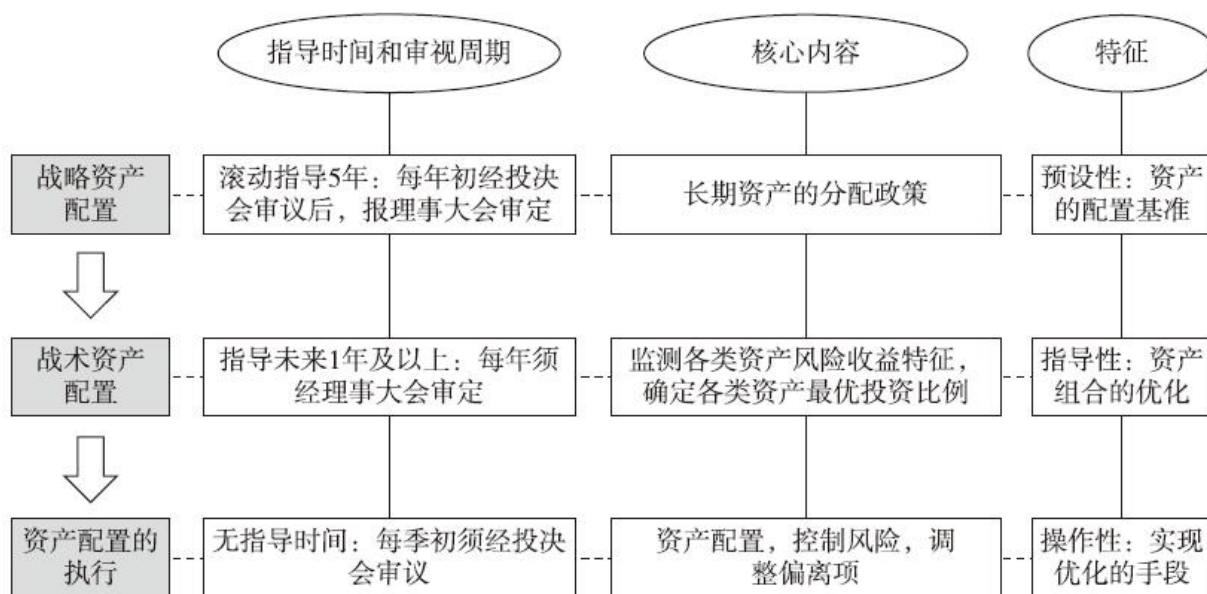 指导时间和审视周期
核心内容
特征
战略资产
配置
滚动指导5年：每年初经投决
会审议后，报理事大会审定
长期资产的分配政策
预设性：资产
的配置基准
战术资产
配置
指导未来1年及以上：每年须
经理事大会审定
监测各类资产风险收益特征，
确定各类资产最优投资比例
指导性：资产
组合的优化
资产配置的
执行
无指导时间：每季初须经投决
会审议
资产配置，控制风险，调
整偏离项
操作性：实现
优化的手段